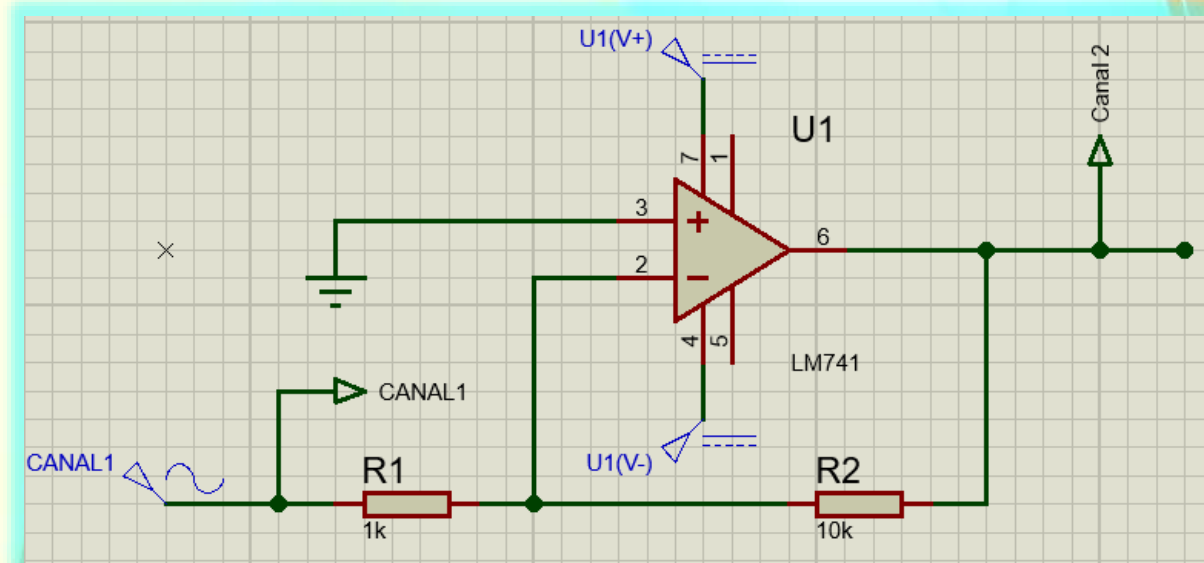 U1(V+)
Canal 2
U1
7
1
3
+
6
2
−
4
5
LM741
CANAL1
CANAL1
U1(V-)
R1
R2
1k
10k